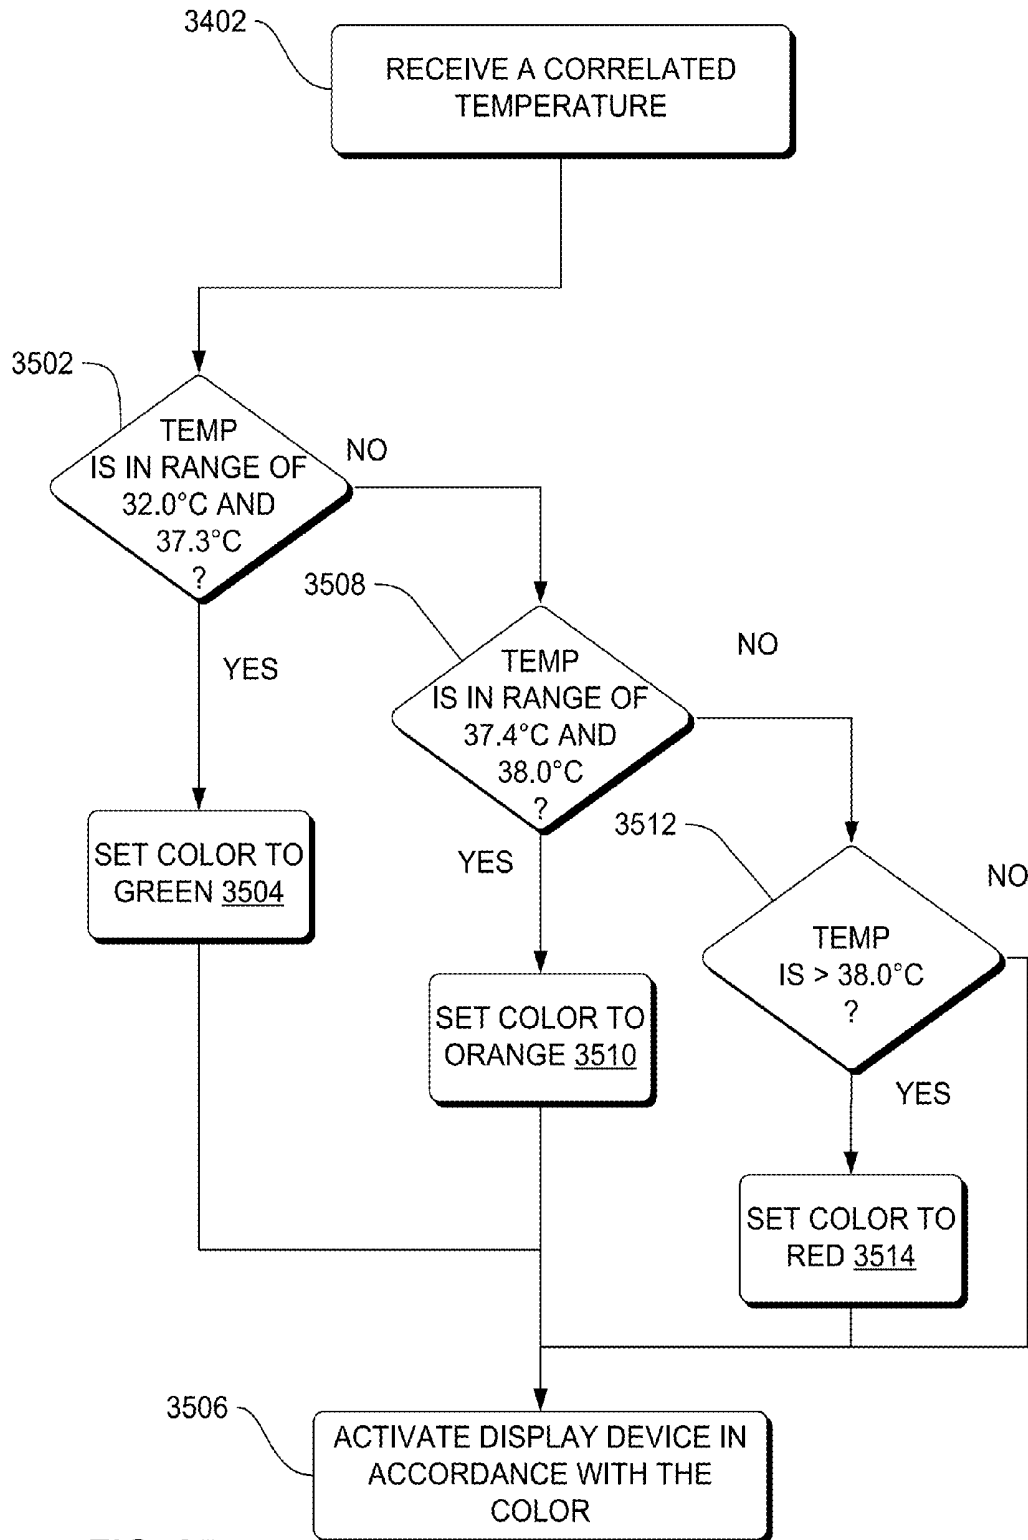 3402
RECEIVE A CORRELATED
TEMPERATURE
3502
TEMP
IS IN RANGE OF
32.0°C AND
37.3°C
?
NO
YES
3508
TEMP
IS IN RANGE OF
37.4°C AND
38.0°C
?
NO
YES
SET COLOR TO
GREEN 3504
3512
TEMP
IS > 38.0°C
?
NO
YES
SET COLOR TO
ORANGE 3510
SET COLOR TO
RED 3514
3506
ACTIVATE DISPLAY DEVICE IN
ACCORDANCE WITH THE
COLOR